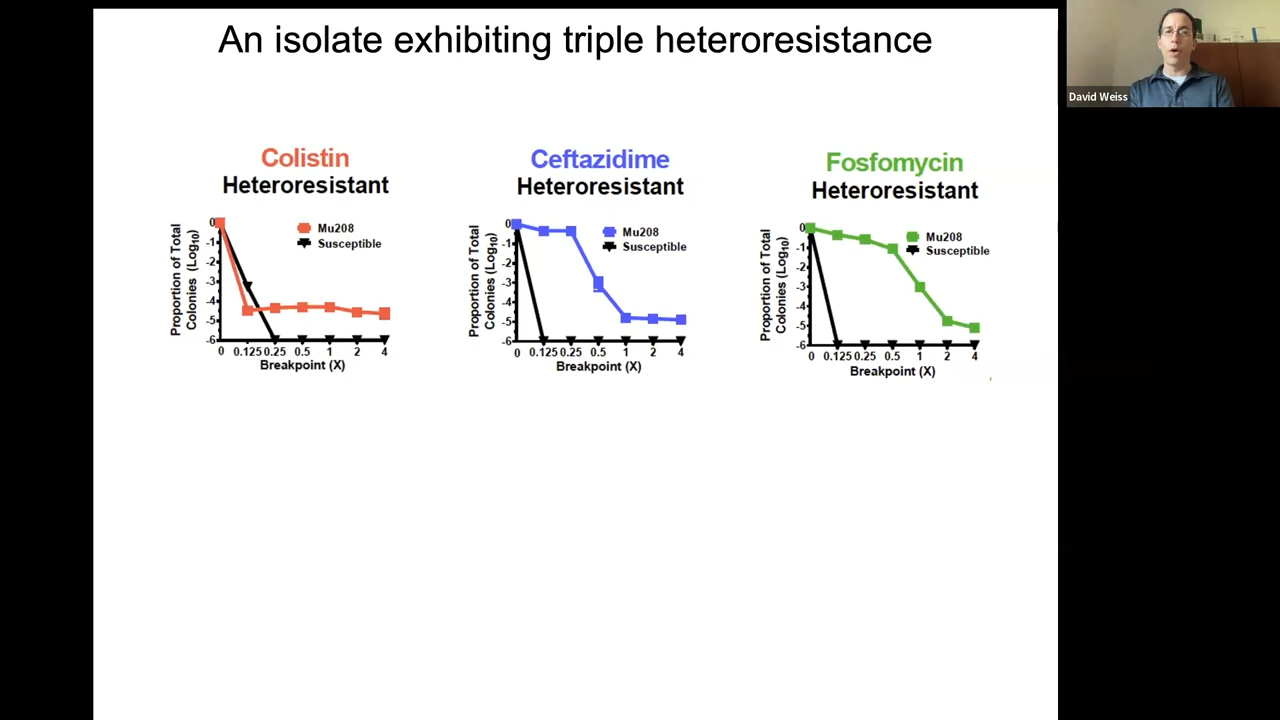 An isolate exhibiting triple heteroresistance
David Weiss
Colistin
Heteroresistant
Proportion of Total
Colonies (Log10)
0
-1
-2
-3
-4
-5
-6
Mu208
Susceptible
0 0.125 0.25 0.5 1 2 4
Breakpoint (X)
Ceftazidime
Heteroresistant
Proportion of Total
Colonies (Log10)
0
-1
-2
-3
-4
-5
-6
Mu208
Susceptible
0 0.125 0.25 0.5 1 2 4
Breakpoint (X)
Fosfomycin
Heteroresistant
Proportion of Total
Colonies (Log10)
0
-1
-2
-3
-4
-5
-6
Mu208
Susceptible
0 0.125 0.25 0.5 1 2 4
Breakpoint (X)